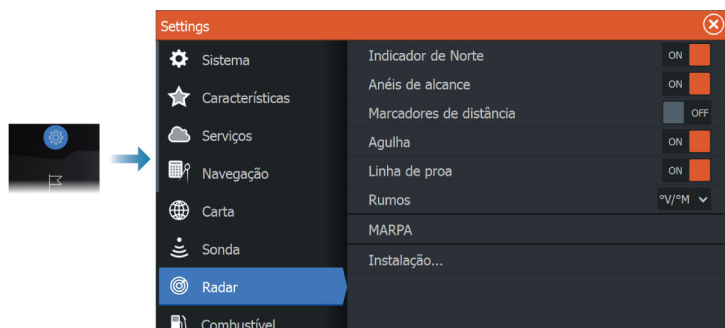 Settings
Sistema
Características
Serviços
Navegação
Carta
Sonda
Radar
Combustível
Indicador de Norte ON
Anéis de alcance ON
Marcadores de distância OFF
Agulha ON
Linha de proa ON
Rumos °V/°M
MARPA
Instalação...